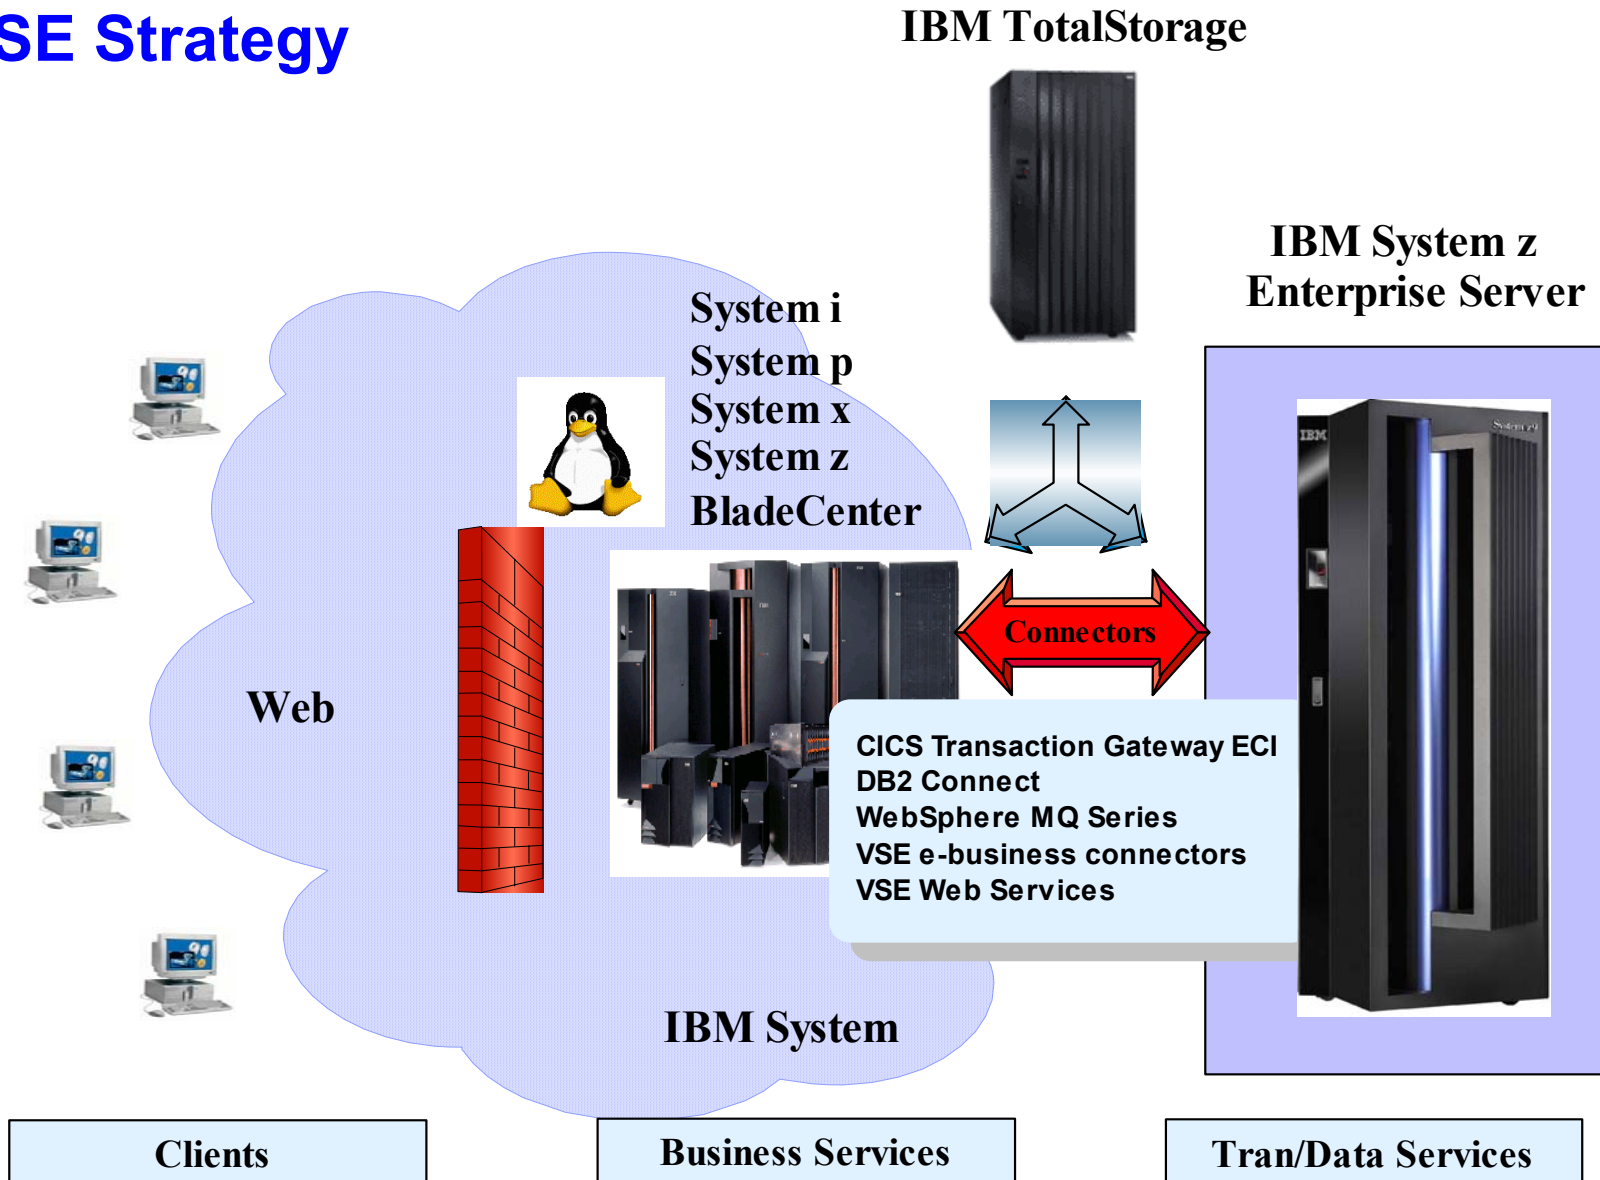 SE Strategy
IBM TotalStorage
IBM System z
Enterprise Server
System i
System p
System x
System z
BladeCenter
IBM
Connectors
Web
CICS Transaction Gateway ECI
DB2 Connect
WebSphere MQ Series
VSE e-business connectors
VSE Web Services
IBM System
Clients
Business Services
Tran/Data Services